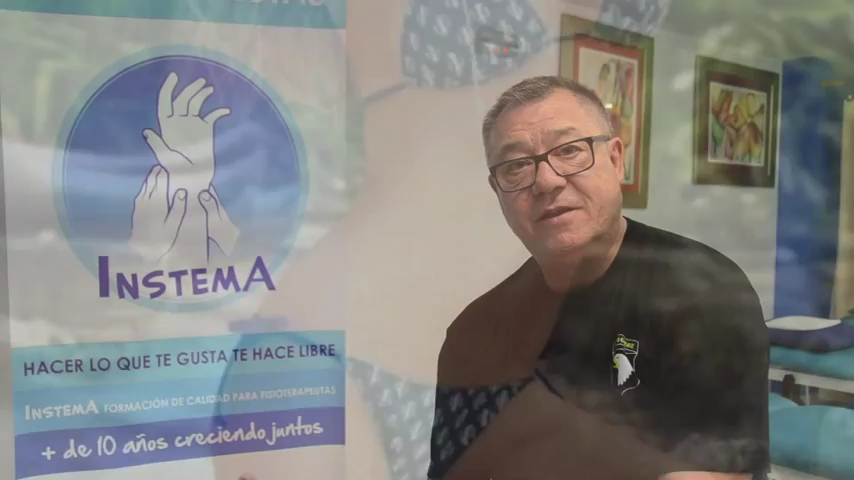 INSTEMA
HACER LO QUE TE GUSTA TE HACE LIBRE
INSTEMA FORMACIÓN DE CALIDAD PARA FISIOTERAPEUTAS
+ de 10 años creciendo juntos